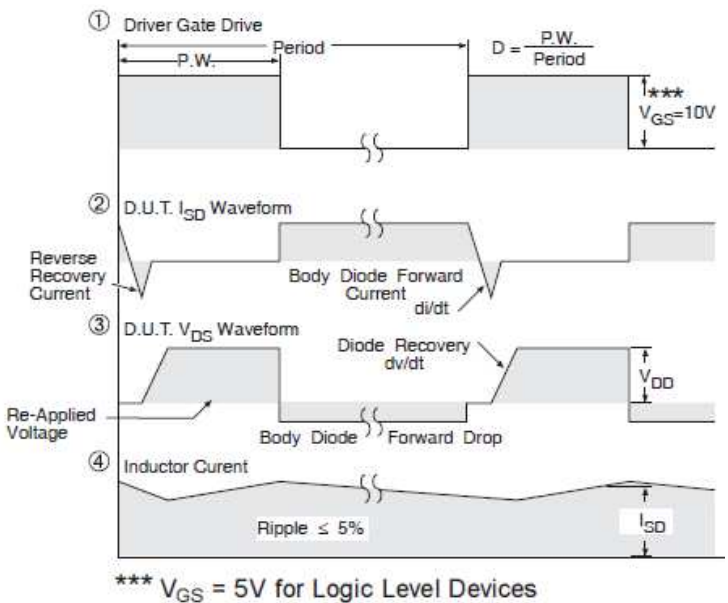 ① Driver Gate Drive
Period
P.W.
D = P.W.
Period
***
VGS=10V
② D.U.T. ISD Waveform
Reverse
Recovery
Current
Body Diode Forward
Current
di/dt
③ D.U.T. VDS Waveform
Diode Recovery
dv/dt
VDD
Re-Applied
Voltage
Body Diode Forward Drop
④ Inductor Curent
Ripple ≤ 5%
ISD
*** VGS = 5V for Logic Level Devices